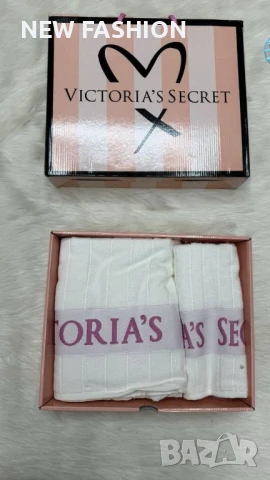 NEW FASHION
VICTORIA'S SECRET
TORIA'S
A'S SEC
bazar